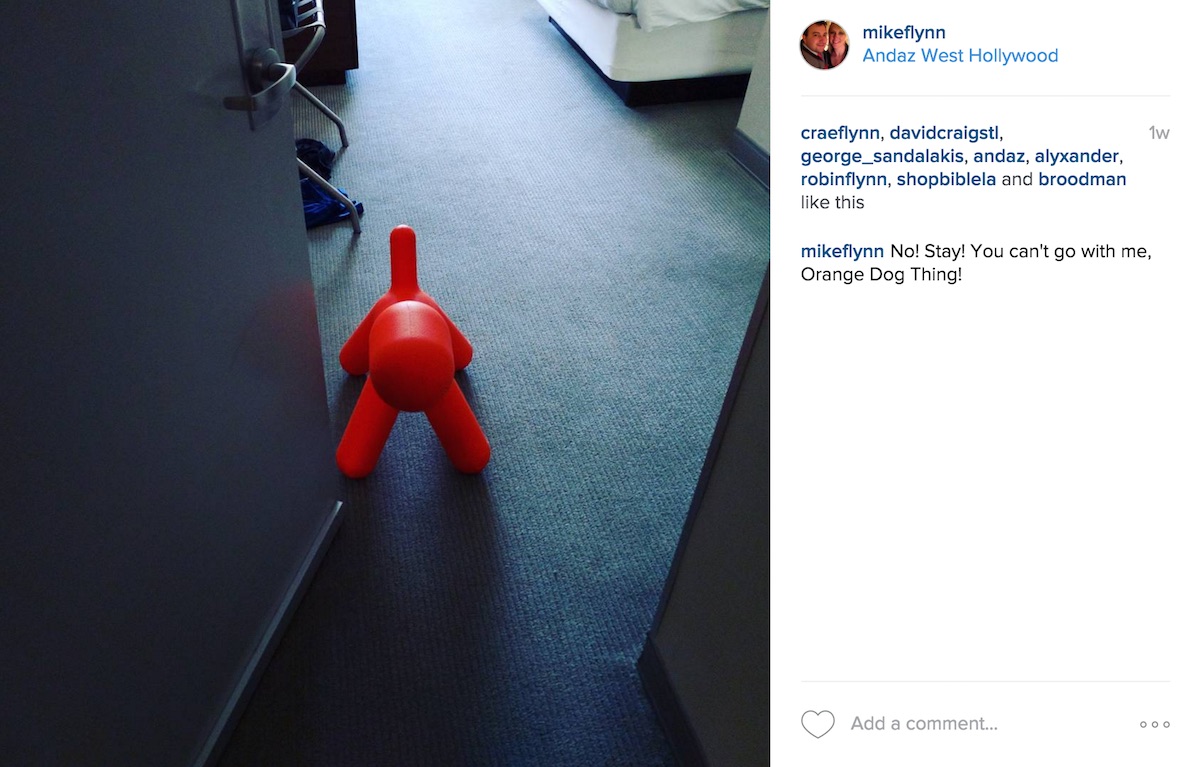 mikeflynn
Andaz West Hollywood
craeflynn, davidcraigstl, 1w
george_sandalakis, andaz, alyxander,
robinflynn, shopbiblela and broodman
like this
mikeflynn No! Stay! You can't go with me,
Orange Dog Thing!
Add a comment...